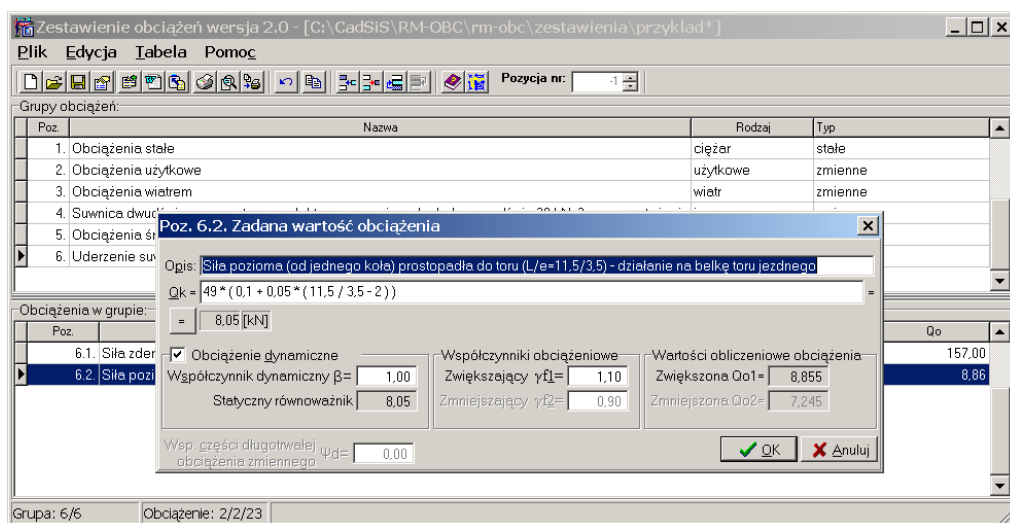 Zestawienie obciążeń wersja 2.0 - [C:\CadSiS\RM-OBC\rm-obc\zestawienia\przyklad*]
Plik Edycja Tabela Pomoc
Pozycja nr: -1
Grupy obciążeń:
Poz. Nazwa Rodzaj Typ
1. Obciążenia stałe ciężar stałe
2. Obciążenia użytkowe użytkowe zmienne
3. Obciążenia wiatrem wiatr zmienne
4. Suwnica
5. Obciążenia
6. Uderzenie
Poz. 6.2. Zadana wartość obciążenia
Opis: Siła pozioma (od jednego koła) prostopadła do toru (L/e=11,5/3,5) - działanie na belkę toru jezdnego
Qk = 49 * ( 0,1 + 0,05 * ( 11,5 / 3,5 - 2 ) ) =
= 8,05 [kN]
Obciążenie dynamiczne Współczynniki obciążeniowe Wartości obliczeniowe obciążenia
Współczynnik dynamiczny β= 1,00 Zwiększający γf1= 1,10 Zwiększona Qo1= 8,855
Statyczny równoważnik 8,05 Zmniejszający γf2= 0,90 Zmniejszona Qo2= 7,245
Wsp. części długotrwałej
obciążenia zmiennego Ψd= 0,00
OK Anuluj
Obciążenia w grupie:
Poz. Qo
6.1. Siła 157,00
6.2. Siła 8,86
Grupa: 6/6 Obciążenie: 2/2/23